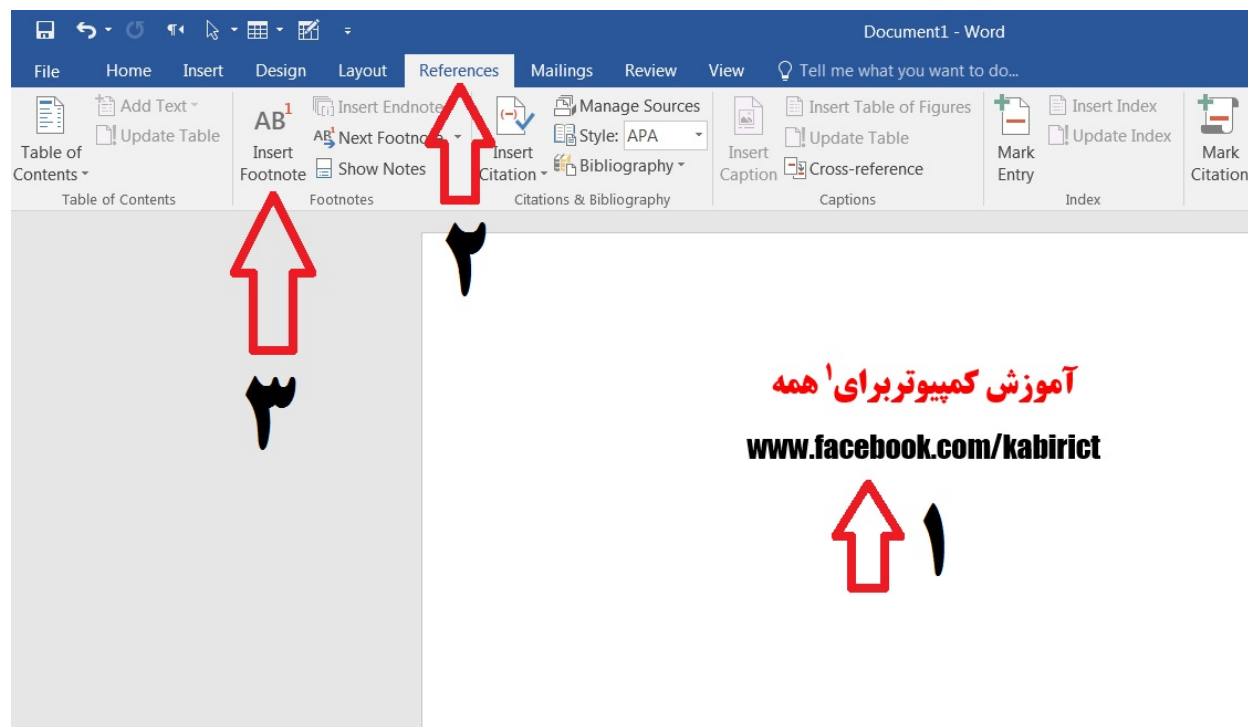 Document1 - Word
File Home Insert Design Layout References Mailings Review View Tell me what you want to do...
Table of Contents
Add Text
Update Table
Table of Contents
AB1
Insert Footnote
Insert Endnote
AB1 Next Footnote
Show Notes
Footnotes
Insert Citation
Manage Sources
Style: APA
Bibliography
Citations & Bibliography
Insert Caption
Insert Table of Figures
Update Table
Cross-reference
Captions
Mark Entry
Insert Index
Update Index
Index
Mark Citation
۲
۳
آموزش کمپیوتربرای۱ همه
www.facebook.com/kabirict
۱